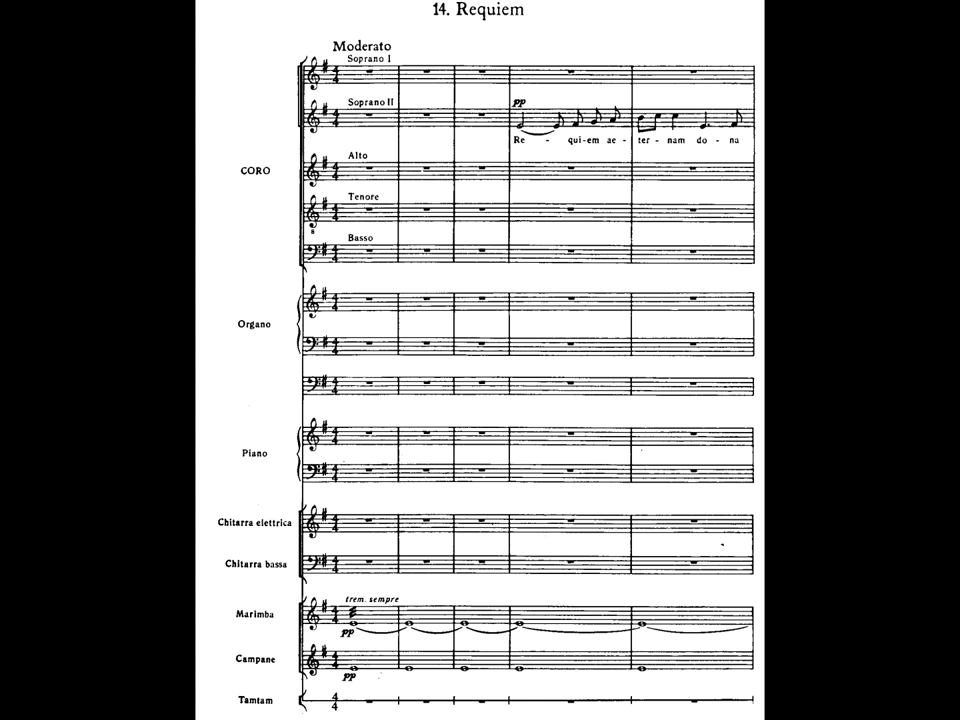 14. Requiem
Moderato
Soprano I
Soprano II
pp
Re - qui-em ae - ter - nam do - na
Alto
CORO
Tenore
8
Basso
Organo
Piano
Chitarra elettrica
Chitarra bassa
trem. sempre
Marimba
pp
Campane
pp
Tamtam